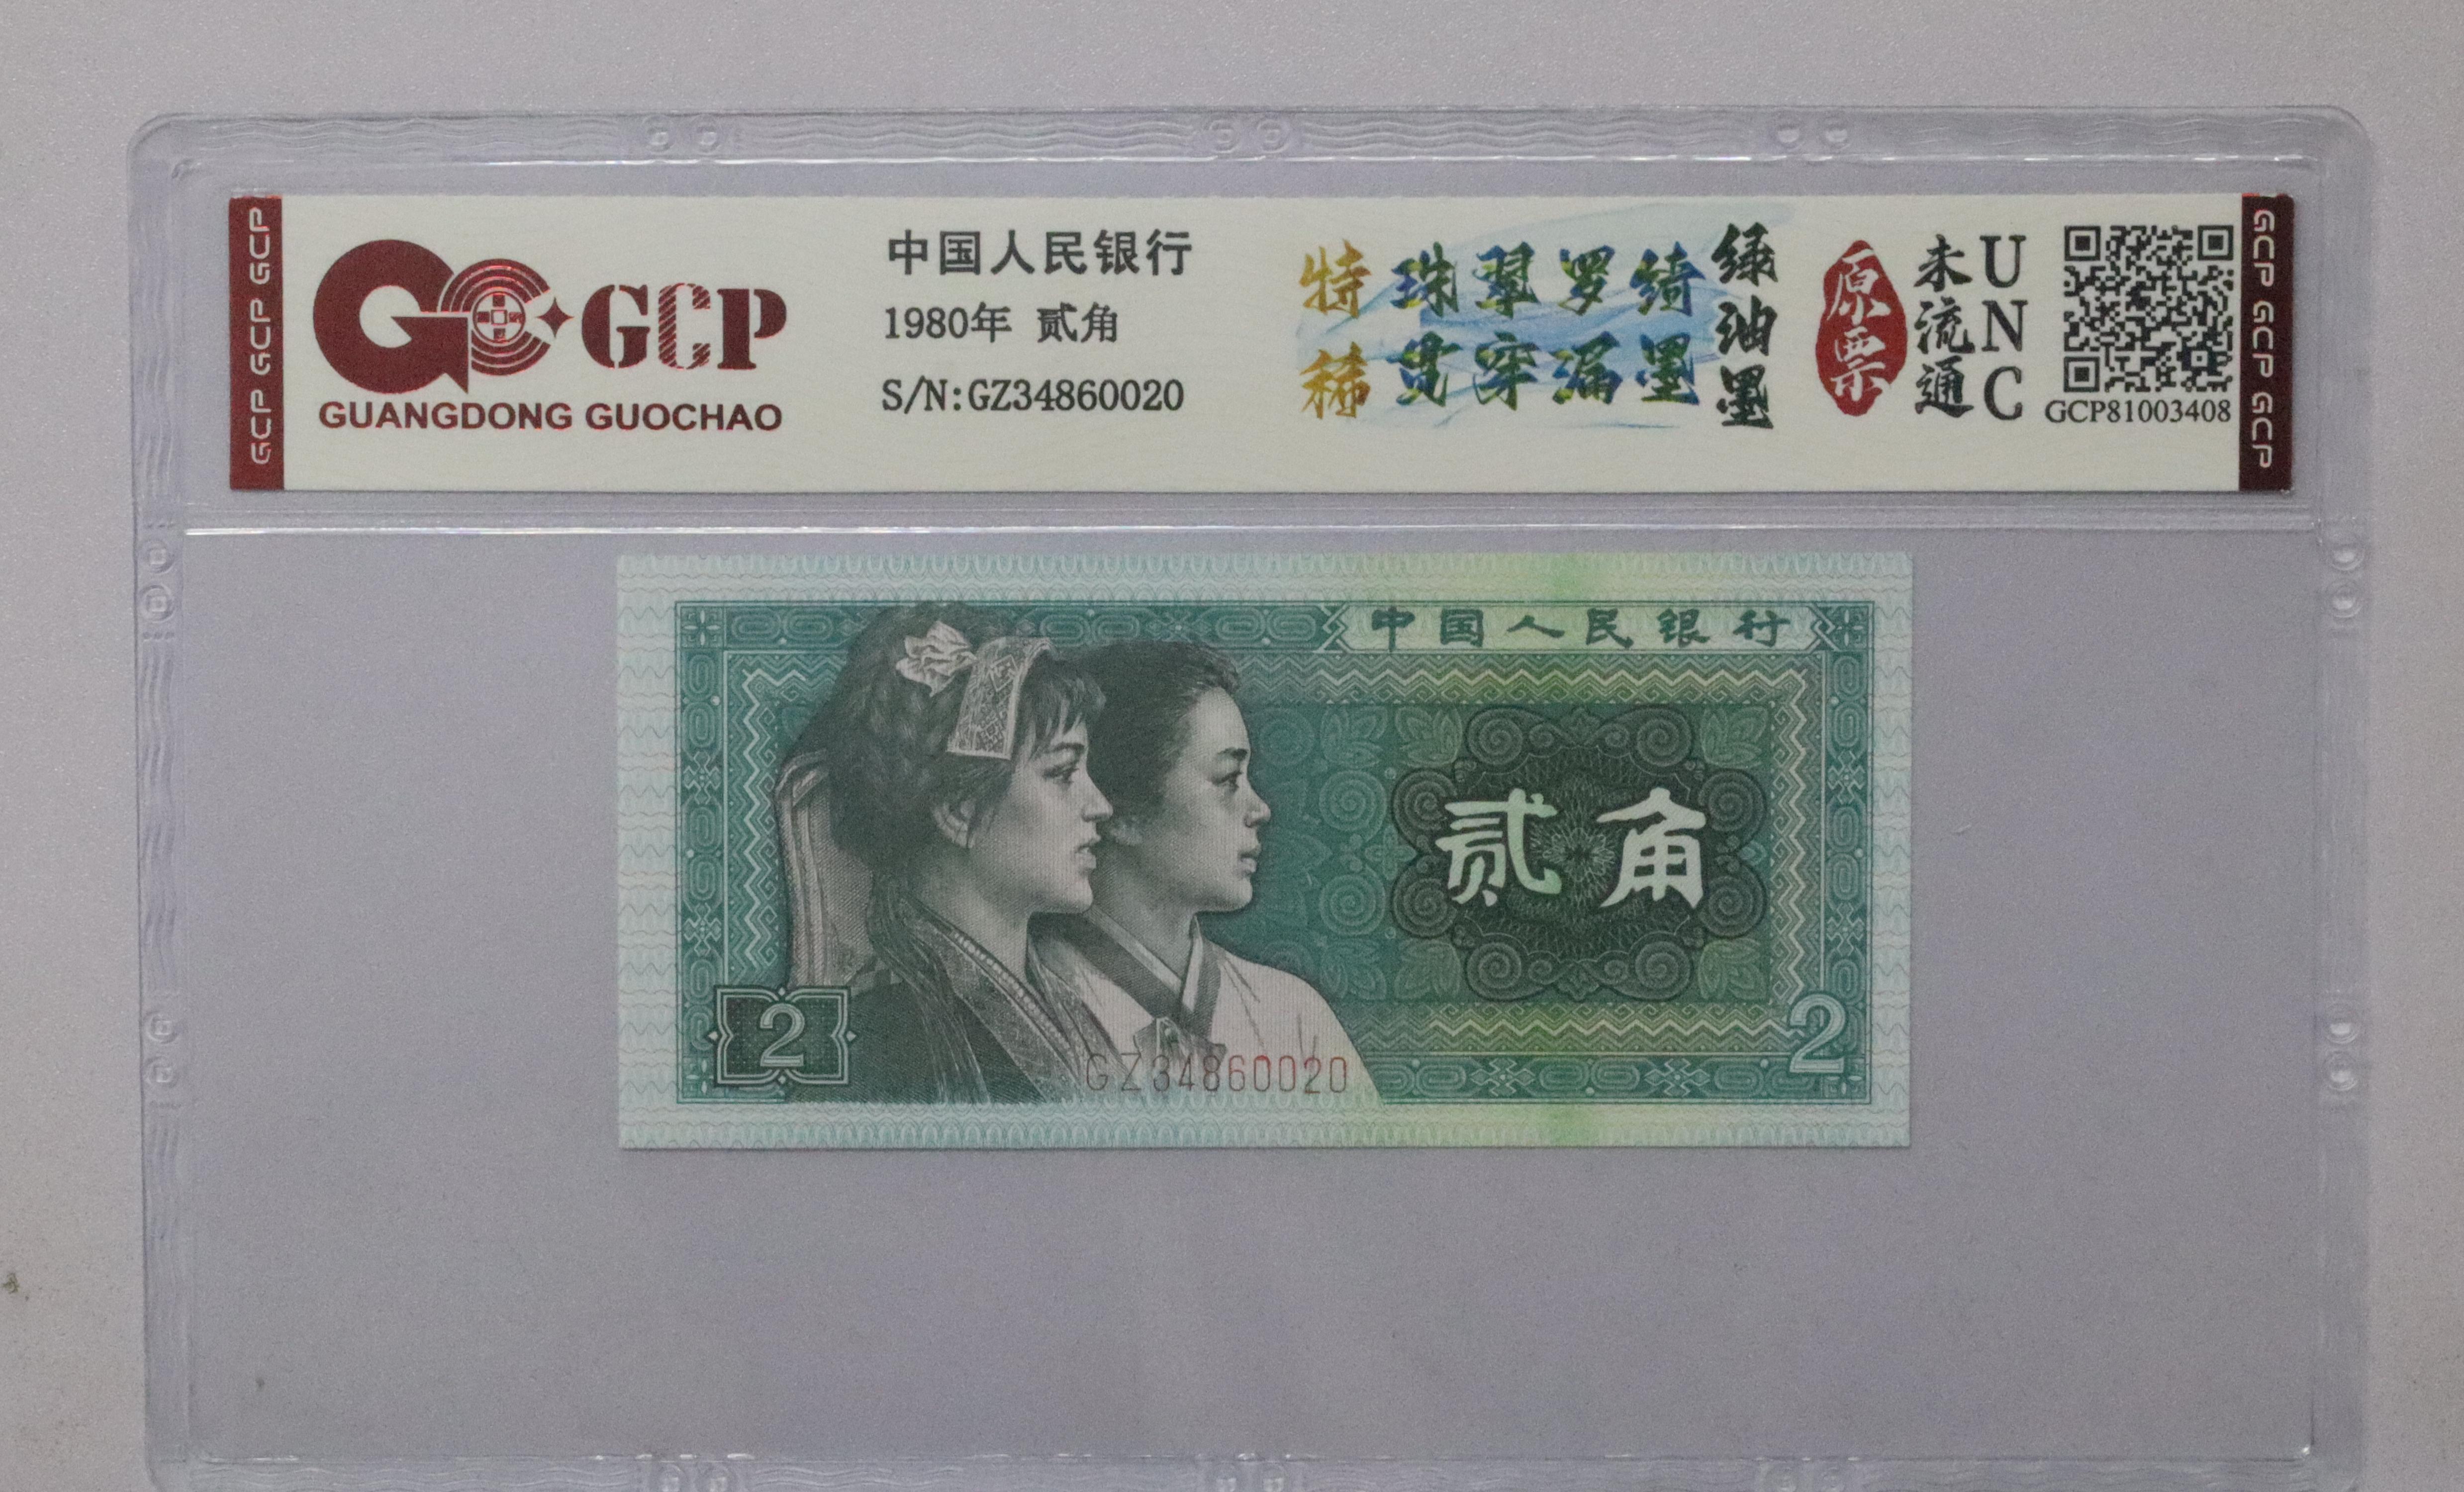 GCP GCP GCP
GCP
GUANGDONG GUOCHAO
中国人民银行
1980年 贰角
S/N:GZ34860020
特稀
珠翠罗绮
贯穿漏墨
绿油墨
原票
未流通
UNC
GCP81003408
GCP GCP GCP
中国人民银行
贰角
2
GZ34860020
2